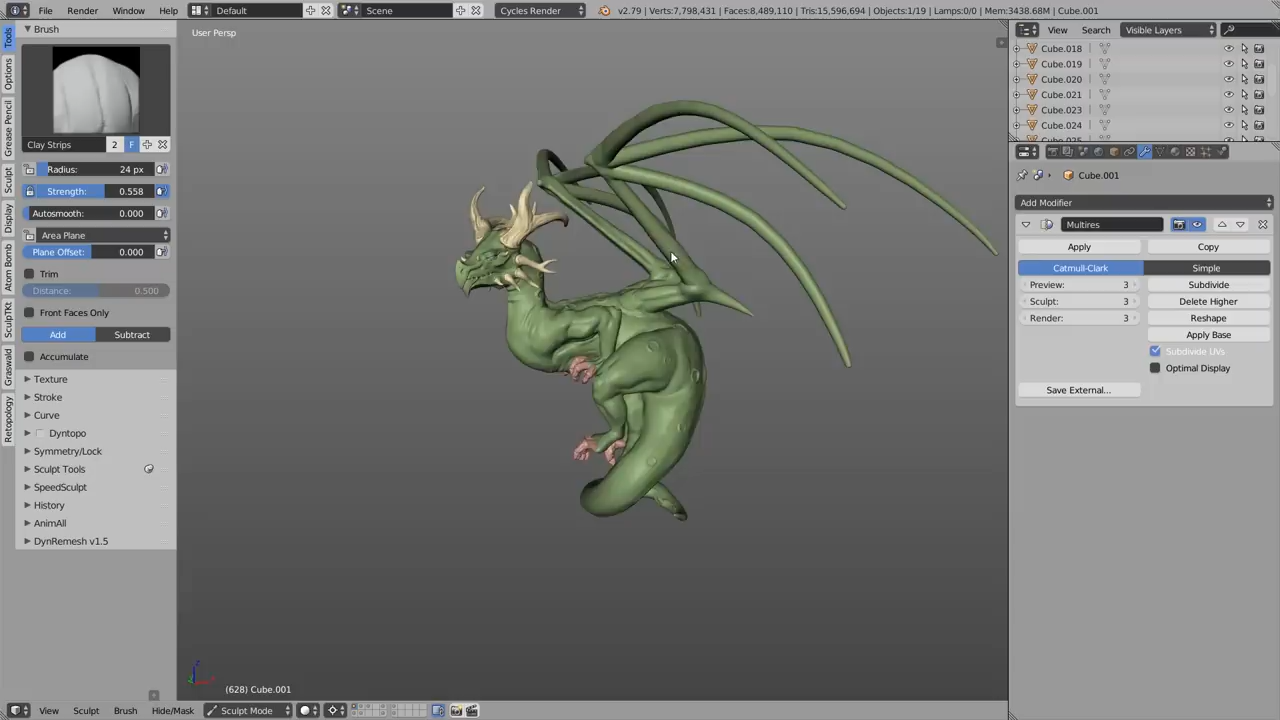 File Render Window Help Default Scene Cycles Render v2.79 | Verts:7,798,431 | Faces:8,489,110 | Tris:15,596,694 | Objects:1/19 | Lamps:0/0 | Mem:3438.68M | Cube.001
Tools
Options
Grease Pencil
Sculpt
Display
Atom Bomb
SculpTKt
Graswald
Retopology
Brush
Clay Strips 2 F
Radius: 24 px
Strength: 0.558
Autosmooth: 0.000
Area Plane
Plane Offset: 0.000
Trim
Distance: 0.500
Front Faces Only
Add Subtract
Accumulate
Texture
Stroke
Curve
Dyntopo
Symmetry/Lock
Sculpt Tools
SpeedSculpt
History
AnimAll
DynRemesh v1.5
User Persp
(628) Cube.001
View Sculpt Brush Hide/Mask Sculpt Mode
View Search Visible Layers
Cube.018
Cube.019
Cube.020
Cube.021
Cube.023
Cube.024
Cube.001
Add Modifier
Multires
Apply Copy
Catmull-Clark Simple
Preview: 3 Subdivide
Sculpt: 3 Delete Higher
Render: 3 Reshape
Apply Base
Subdivide UVs
Optimal Display
Save External...